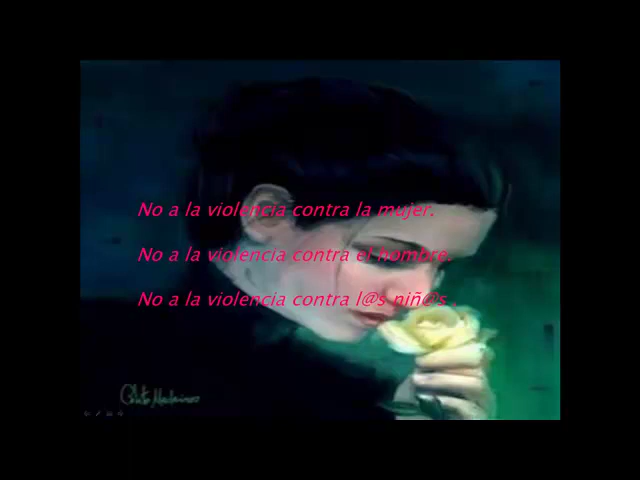 No a la violencia contra la mujer.
No a la violencia contra el hombre.
No a la violencia contra l@s niñ@s .